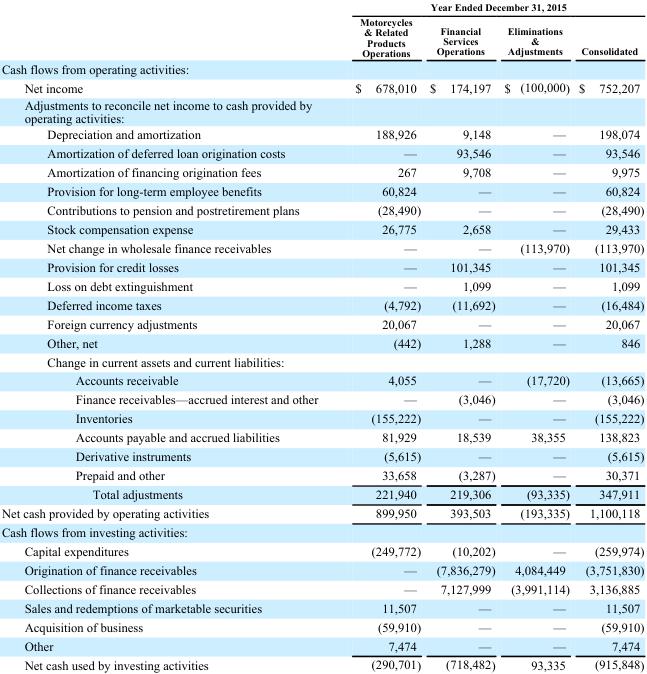 Year Ended December 31, 2015
Motorcycles & Related Products Operations Financial Services Operations Eliminations & Adjustments Consolidated
Cash flows from operating activities:
Net income $ 678,010 $ 174,197 $ (100,000) $ 752,207
Adjustments to reconcile net income to cash provided by
operating activities:
Depreciation and amortization 188,926 9,148 — 198,074
Amortization of deferred loan origination costs — 93,546 — 93,546
Amortization of financing origination fees 267 9,708 — 9,975
Provision for long-term employee benefits 60,824 — — 60,824
Contributions to pension and postretirement plans (28,490) — — (28,490)
Stock compensation expense 26,775 2,658 — 29,433
Net change in wholesale finance receivables — — (113,970) (113,970)
Provision for credit losses — 101,345 — 101,345
Loss on debt extinguishment — 1,099 — 1,099
Deferred income taxes (4,792) (11,692) — (16,484)
Foreign currency adjustments 20,067 — — 20,067
Other, net (442) 1,288 — 846
Change in current assets and current liabilities:
Accounts receivable 4,055 — (17,720) (13,665)
Finance receivables—accrued interest and other — (3,046) — (3,046)
Inventories (155,222) — — (155,222)
Accounts payable and accrued liabilities 81,929 18,539 38,355 138,823
Derivative instruments (5,615) — — (5,615)
Prepaid and other 33,658 (3,287) — 30,371
Total adjustments 221,940 219,306 (93,335) 347,911
Net cash provided by operating activities 899,950 393,503 (193,335) 1,100,118
Cash flows from investing activities:
Capital expenditures (249,772) (10,202) — (259,974)
Origination of finance receivables — (7,836,279) 4,084,449 (3,751,830)
Collections of finance receivables — 7,127,999 (3,991,114) 3,136,885
Sales and redemptions of marketable securities 11,507 — — 11,507
Acquisition of business (59,910) — — (59,910)
Other 7,474 — — 7,474
Net cash used by investing activities (290,701) (718,482) 93,335 (915,848)